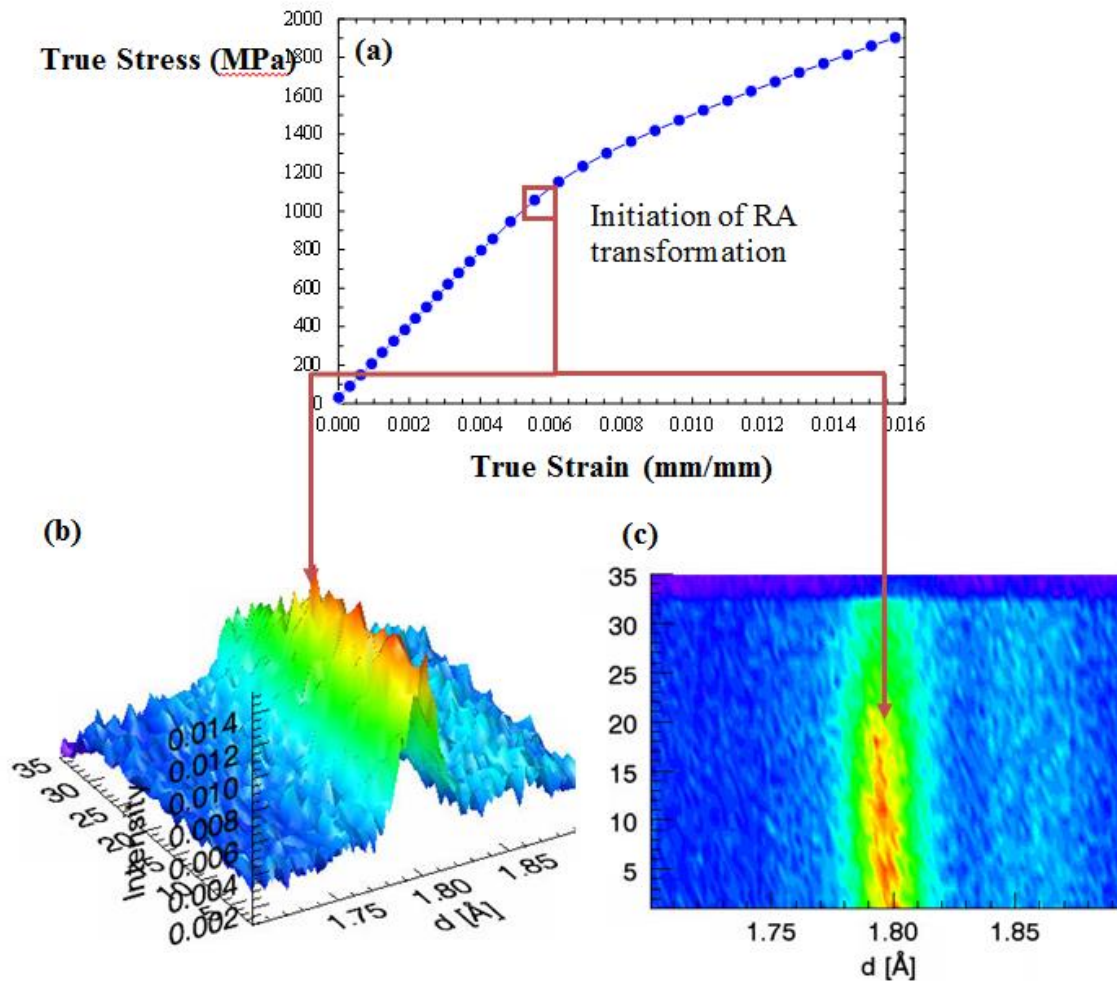 True Stress (MPa)
(a)
2000
1800
1600
1400
1200
1000
800
600
400
200
0
Initiation of RA
transformation
0.000 0.002 0.004 0.006 0.008 0.010 0.012 0.014 0.016
True Strain (mm/mm)
(b)
0.014
0.012
0.010
0.008
0.006
0.004
0.002
Intensity
35
30
25
20
15
10
5
1.75 1.80 1.85
d [Å]
(c)
35
30
25
20
15
10
5
1.75 1.80 1.85
d [Å]